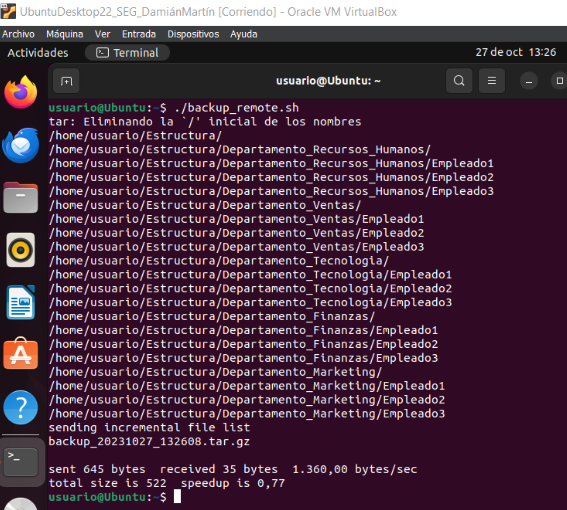 UbuntuDesktop22_SEG_DamiánMartín [Corriendo] - Oracle VM VirtualBox
Archivo Máquina Ver Entrada Dispositivos Ayuda
Actividades Terminal 27 de oct 13:26
usuario@Ubuntu: ~
usuario@Ubuntu:~$ ./backup_remote.sh
tar: Eliminando la `/' inicial de los nombres
/home/usuario/Estructura/
/home/usuario/Estructura/Departamento_Recursos_Humanos/
/home/usuario/Estructura/Departamento_Recursos_Humanos/Empleado1
/home/usuario/Estructura/Departamento_Recursos_Humanos/Empleado2
/home/usuario/Estructura/Departamento_Recursos_Humanos/Empleado3
/home/usuario/Estructura/Departamento_Ventas/
/home/usuario/Estructura/Departamento_Ventas/Empleado1
/home/usuario/Estructura/Departamento_Ventas/Empleado2
/home/usuario/Estructura/Departamento_Ventas/Empleado3
/home/usuario/Estructura/Departamento_Tecnologia/
/home/usuario/Estructura/Departamento_Tecnologia/Empleado1
/home/usuario/Estructura/Departamento_Tecnologia/Empleado2
/home/usuario/Estructura/Departamento_Tecnologia/Empleado3
/home/usuario/Estructura/Departamento_Finanzas/
/home/usuario/Estructura/Departamento_Finanzas/Empleado1
/home/usuario/Estructura/Departamento_Finanzas/Empleado2
/home/usuario/Estructura/Departamento_Finanzas/Empleado3
/home/usuario/Estructura/Departamento_Marketing/
/home/usuario/Estructura/Departamento_Marketing/Empleado1
/home/usuario/Estructura/Departamento_Marketing/Empleado2
/home/usuario/Estructura/Departamento_Marketing/Empleado3
sending incremental file list
backup_20231027_132608.tar.gz
sent 645 bytes  received 35 bytes  1.360,00 bytes/sec
total size is 522  speedup is 0,77
usuario@Ubuntu:~$